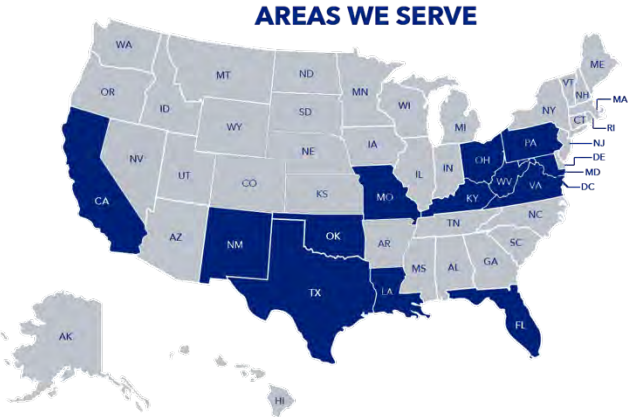 AREAS WE SERVE
WA
MT
ND
MN
ME
VT
NH
MA
OR
ID
SD
WI
NY
WY
MI
CT
RI
IA
PA
NJ
NE
OH
DE
NV
IL
IN
MD
UT
CO
WV
VA
DC
CA
KS
MO
KY
NC
TN
OK
AZ
NM
AR
SC
MS
AL
GA
TX
LA
FL
AK
HI